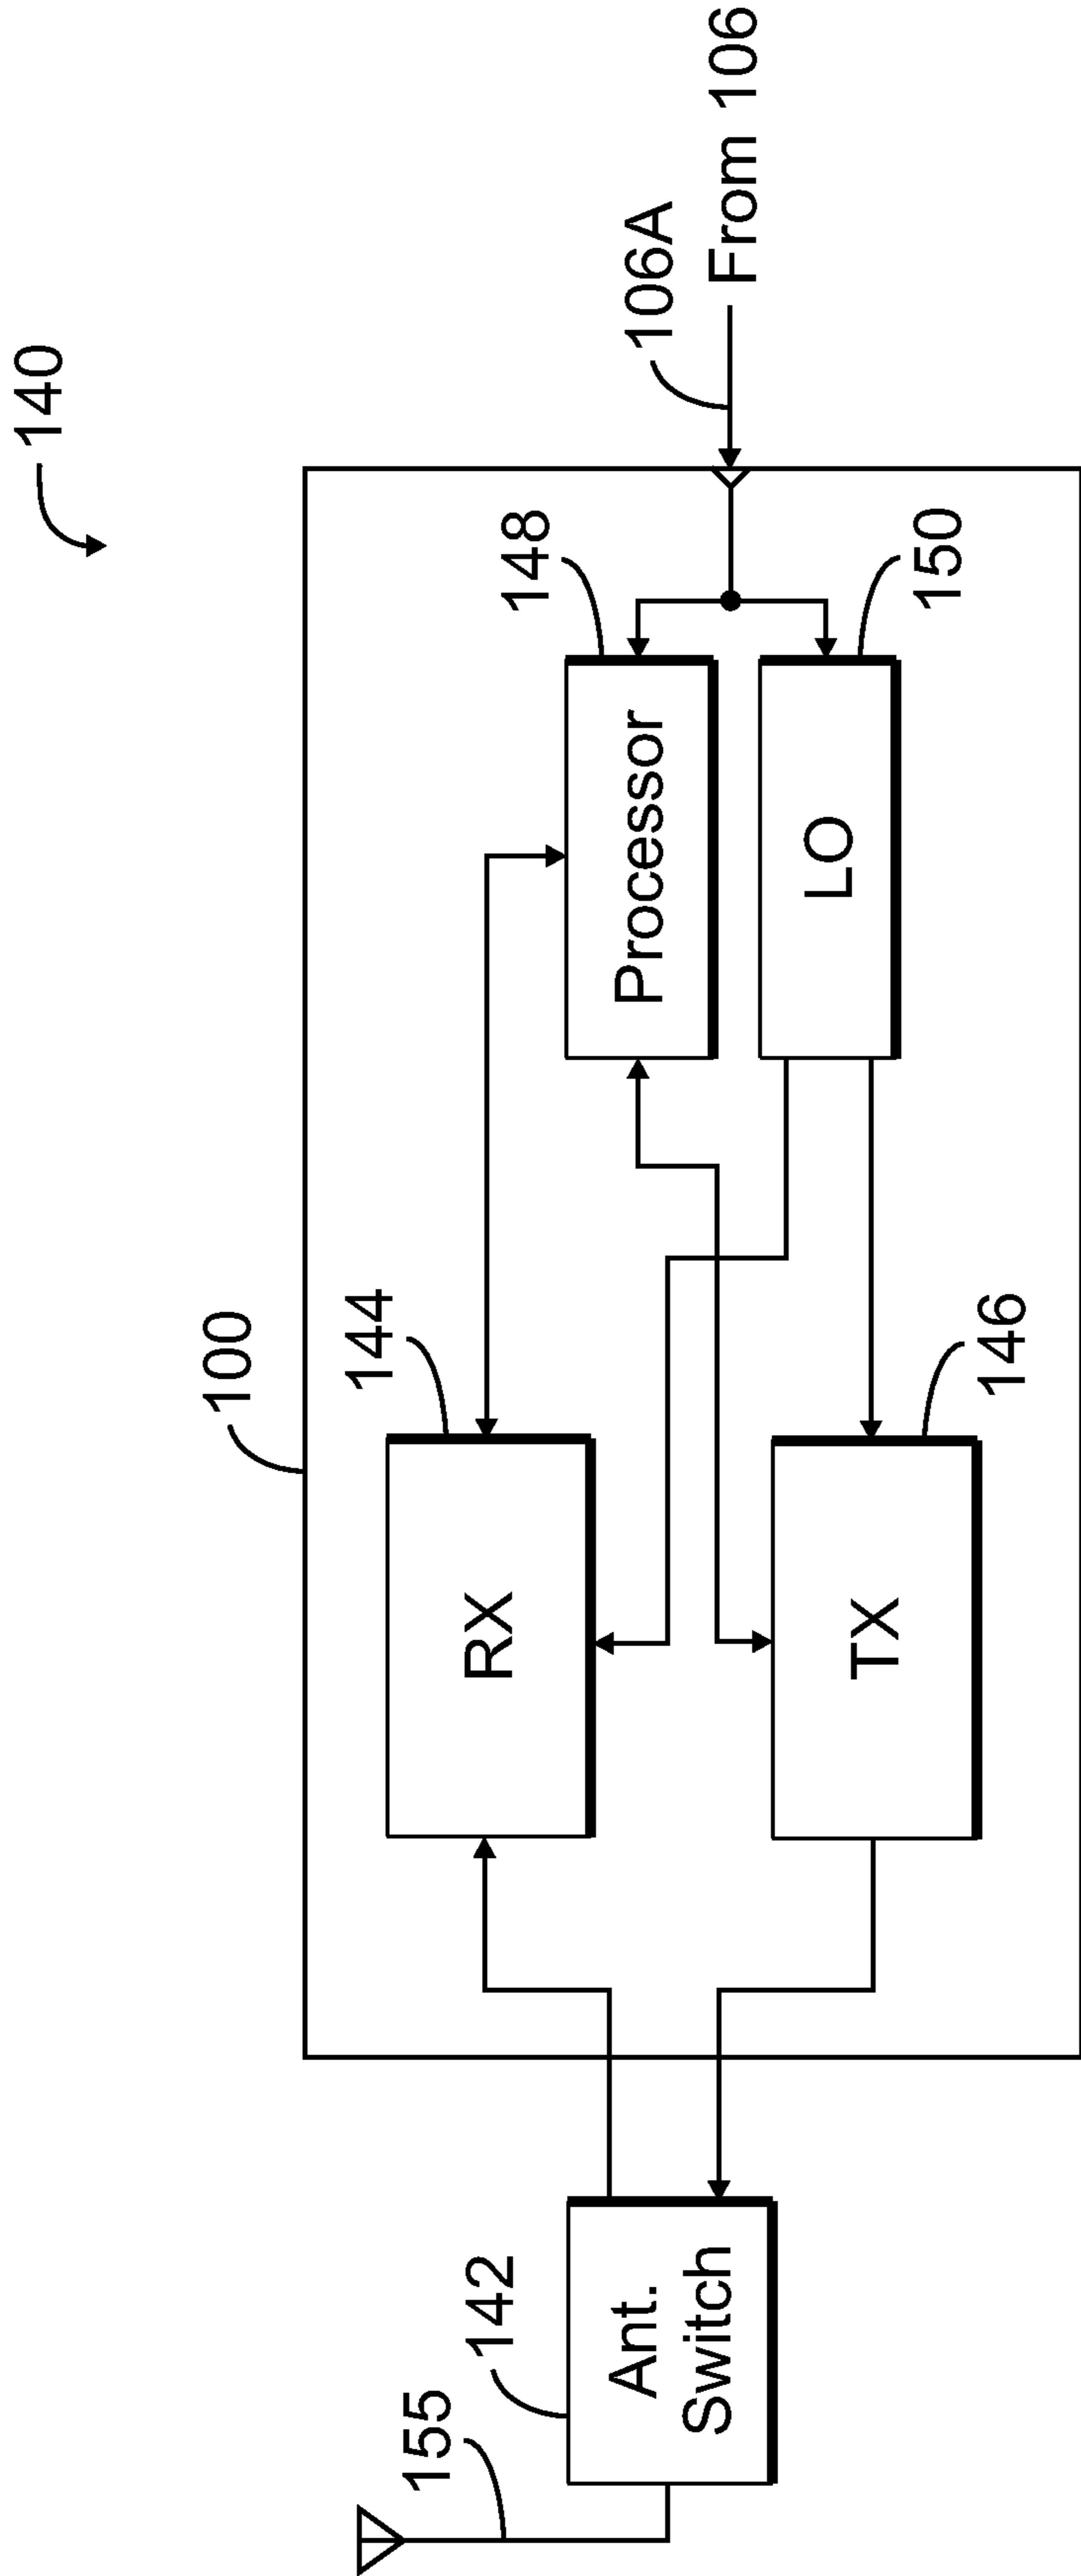 140
100
144
148
106A
From 106
RX
Processor
155
142
Ant.
Switch
LO
150
TX
146